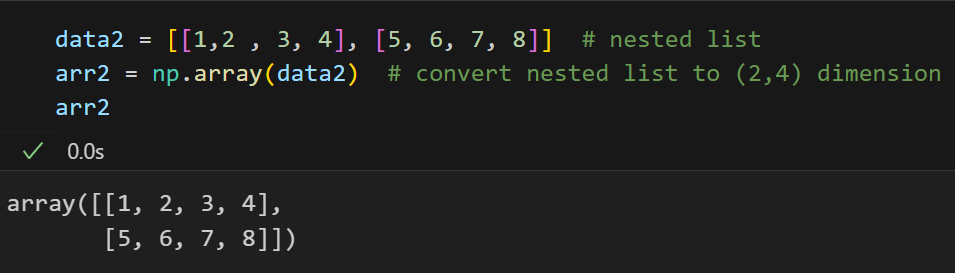 data2 = [[1,2 , 3, 4], [5, 6, 7, 8]]  # nested list
arr2 = np.array(data2)  # convert nested list to (2,4) dimension
arr2
0.0s
array([[1, 2, 3, 4],
       [5, 6, 7, 8]])